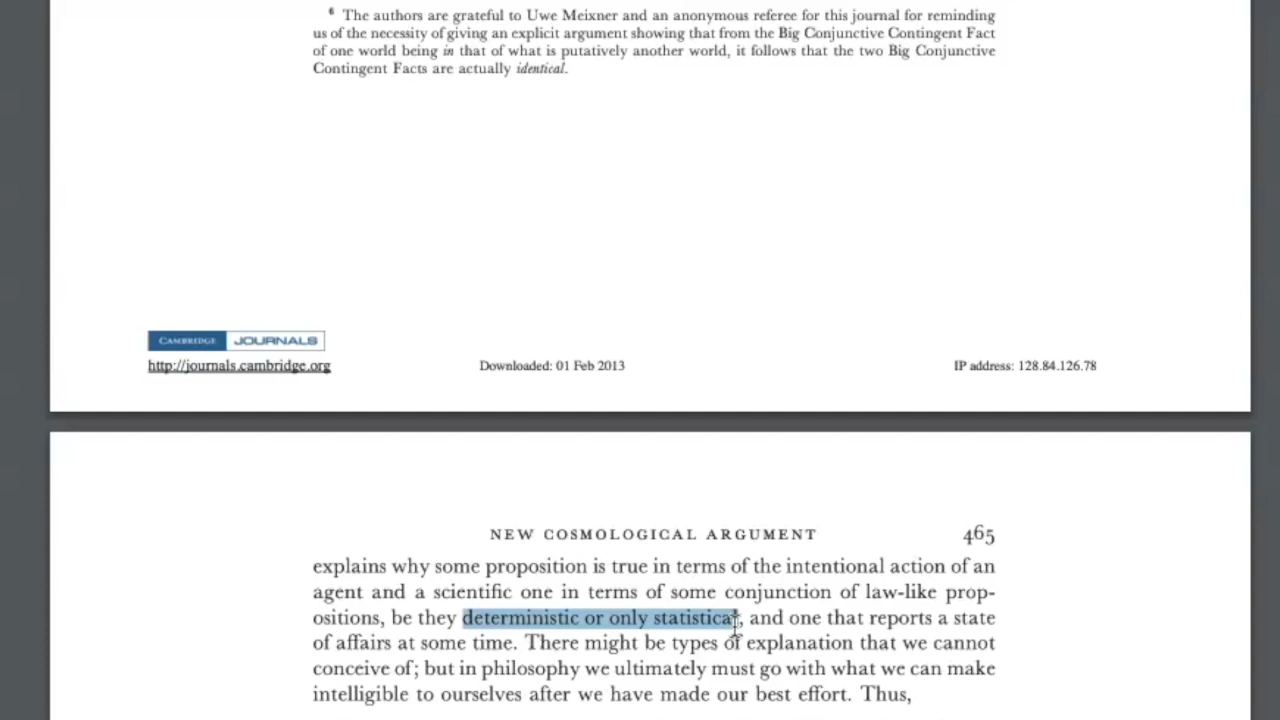 6 The authors are grateful to Uwe Meixner and an anonymous referee for this journal for reminding
us of the necessity of giving an explicit argument showing that from the Big Conjunctive Contingent Fact
of one world being in that of what is putatively another world, it follows that the two Big Conjunctive
Contingent Facts are actually identical.
CAMBRIDGE JOURNALS
http://journals.cambridge.org Downloaded: 01 Feb 2013 IP address: 128.84.126.78
NEW COSMOLOGICAL ARGUMENT 465
explains why some proposition is true in terms of the intentional action of an
agent and a scientific one in terms of some conjunction of law-like prop-
ositions, be they deterministic or only statistical, and one that reports a state
of affairs at some time. There might be types of explanation that we cannot
conceive of; but in philosophy we ultimately must go with what we can make
intelligible to ourselves after we have made our best effort. Thus,